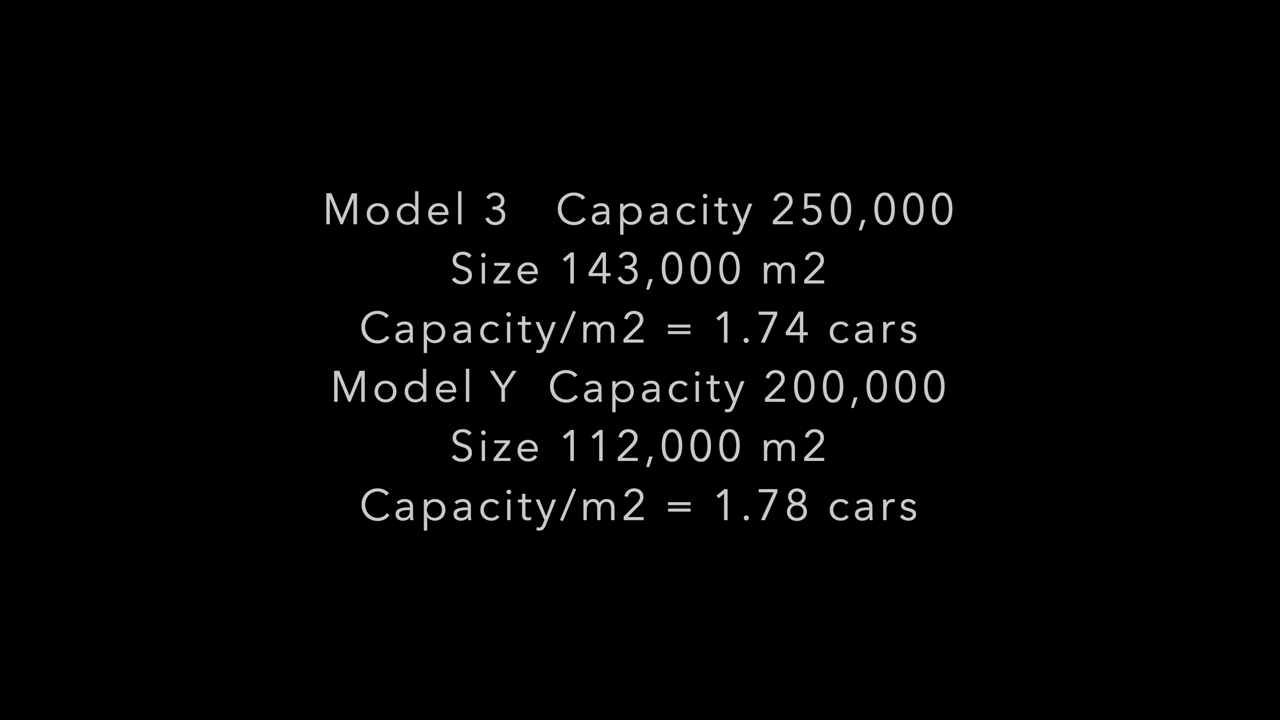 Model 3   Capacity 250,000
Size 143,000 m2
Capacity/m2 = 1.74 cars
Model Y  Capacity 200,000
Size 112,000 m2
Capacity/m2 = 1.78 cars